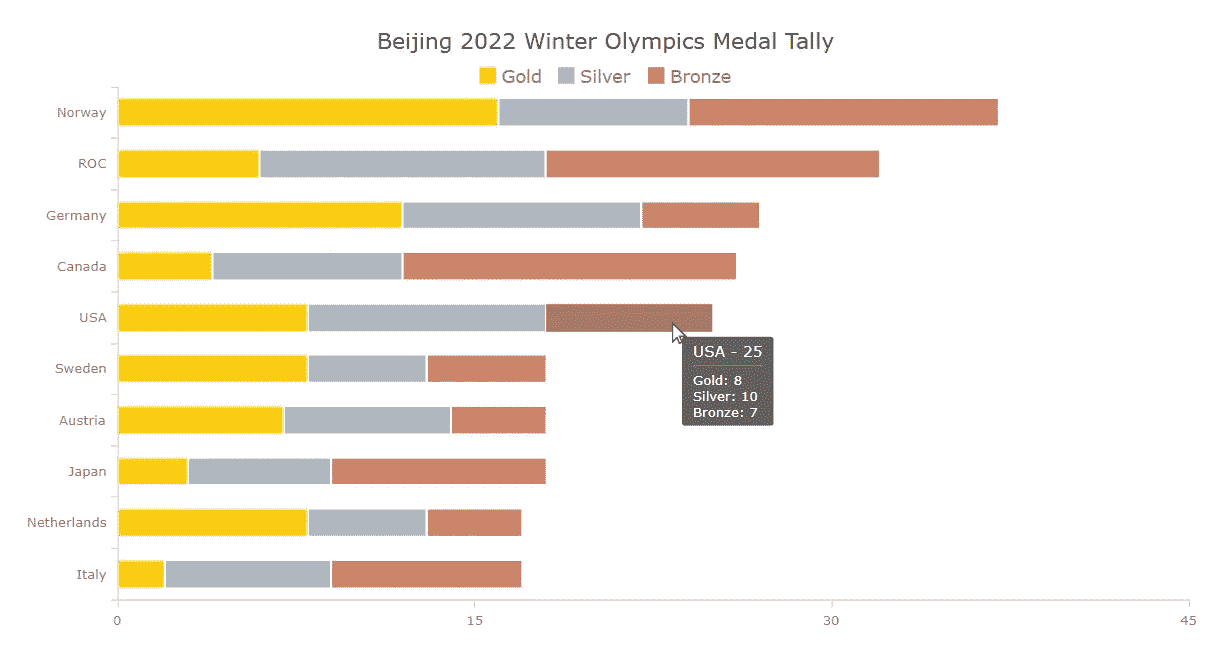 Beijing 2022 Winter Olympics Medal Tally
Gold Silver Bronze
Norway
ROC
Germany
Canada
USA
USA - 25
Gold: 8
Silver: 10
Bronze: 7
Sweden
Austria
Japan
Netherlands
Italy
0 15 30 45